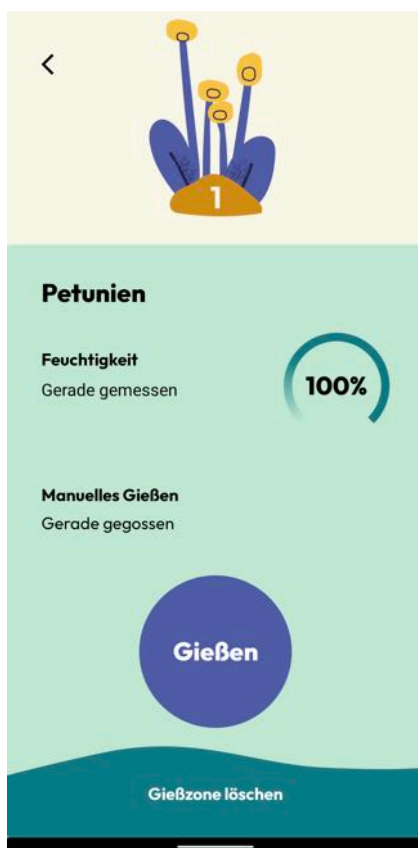 1
Petunien
Feuchtigkeit
Gerade gemessen
100%
Manuelles Gießen
Gerade gegossen
Gießen
Gießzone löschen